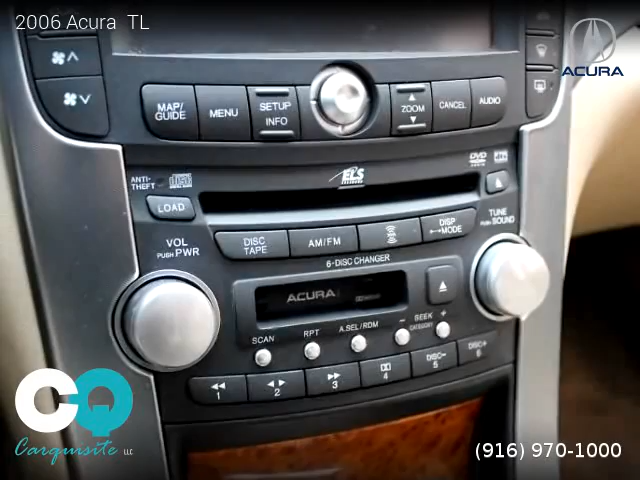 2006 Acura TL
ACURA
MAP/
GUIDE
MENU
SETUP
INFO
ZOOM
CANCEL
AUDIO
ANTI-
THEFT
ELS
DVD
LOAD
VOL
PUSH PWR
DISC
TAPE
AM/FM
DISP
MODE
TUNE
PUSH SOUND
6-DISC CHANGER
ACURA
SCAN
RPT
A.SEL/RDM
SEEK
CATEGORY
1
2
3
4
DISC-
5
DISC+
6
CQ
Carquisite LLC
(916) 970-1000